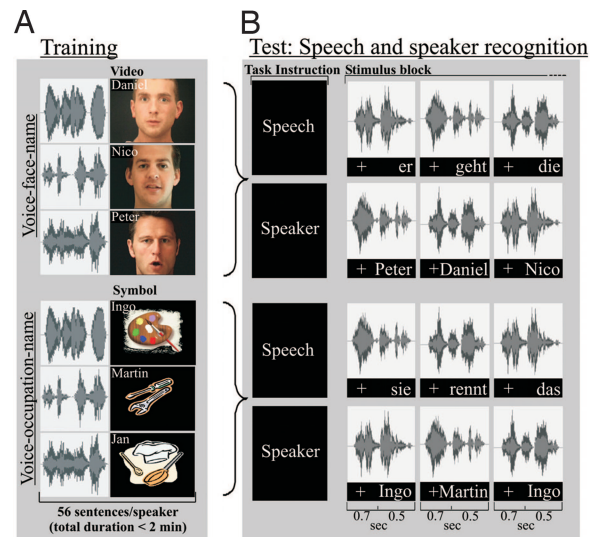 A
Training
Video
Voice-face-name
Daniel
Nico
Peter
Symbol
Voice-occupation-name
Ingo
Martin
Jan
56 sentences/speaker
(total duration < 2 min)
B
Test: Speech and speaker recognition
Task Instruction
Stimulus block
Speech
+ er
+ geht
+ die
Speaker
+ Peter
+Daniel
+ Nico
Speech
+ sie
+ rennt
+ das
Speaker
+ Ingo
+Martin
+ Ingo
0.7 0.5
sec
0.7 0.5
sec
0.7 0.5
sec